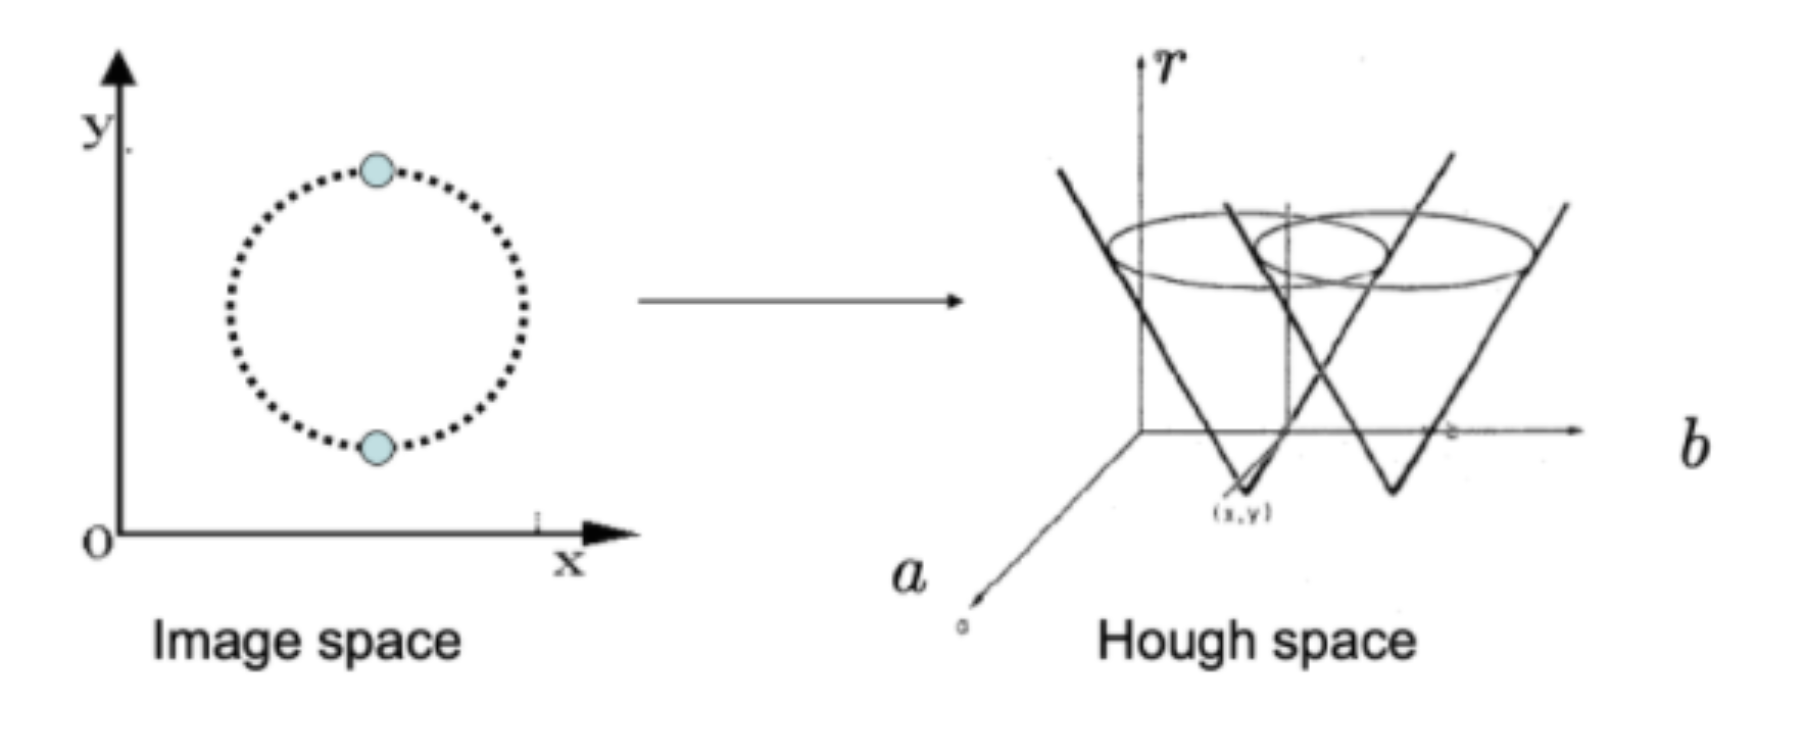 y
O
x
Image space
r
b
(x,y)
a
Hough space